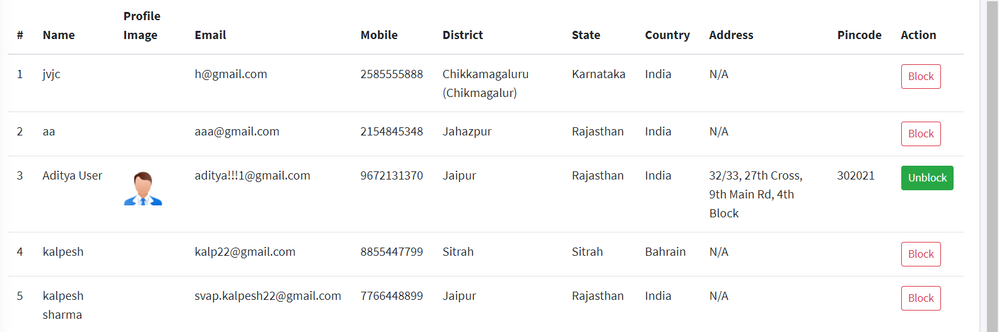 # Name Profile Image Email Mobile District State Country Address Pincode Action
1 jvjc h@gmail.com 2585555888 Chikkamagaluru Karnataka India N/A Block
(Chikmagalur)
2 aa aaa@gmail.com 2154845348 Jahazpur Rajasthan India N/A Block
3 Aditya User aditya!!!1@gmail.com 9672131370 Jaipur Rajasthan India 32/33, 27th Cross, 302021 Unblock
9th Main Rd, 4th
Block
4 kalpesh kalp22@gmail.com 8855447799 Sitrah Sitrah Bahrain N/A Block
5 kalpesh svap.kalpesh22@gmail.com 7766448899 Jaipur Rajasthan India N/A Block
sharma